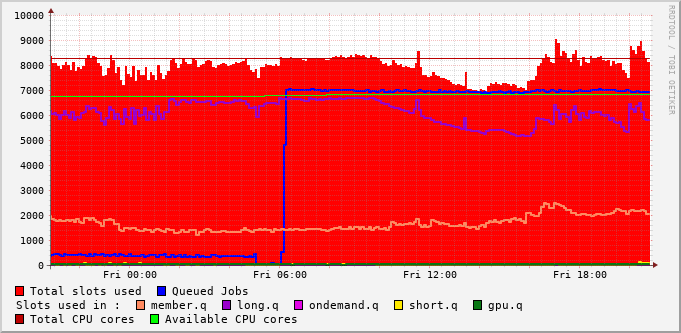 10000
9000
8000
7000
6000
5000
4000
3000
2000
1000
0
Fri 00:00 Fri 06:00 Fri 12:00 Fri 18:00
RRDTOOL / TOBI OETIKER
Total slots used Queued Jobs
Slots used in : member.q long.q ondemand.q short.q gpu.q
Total CPU cores Available CPU cores